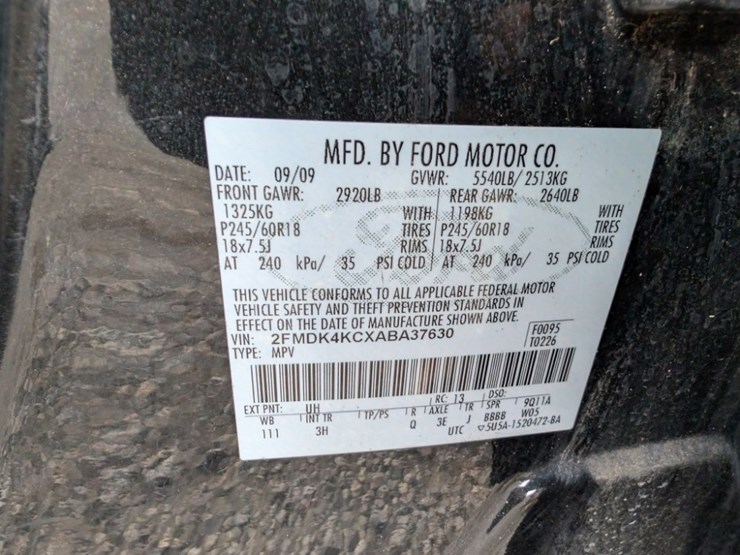 MFD. BY FORD MOTOR CO.
DATE: 09/09 GVWR: 5540LB/ 2513KG
FRONT GAWR: 2920LB REAR GAWR: 2640LB
1325KG WITH 1198KG WITH
P245/60R18 TIRES P245/60R18 TIRES
18x7.5J RIMS 18x7.5J RIMS
AT 240 kPa/ 35 PSI COLD AT 240 kPa/ 35 PSI COLD
THIS VEHICLE CONFORMS TO ALL APPLICABLE FEDERAL MOTOR
VEHICLE SAFETY AND THEFT PREVENTION STANDARDS IN
EFFECT ON THE DATE OF MANUFACTURE SHOWN ABOVE.
VIN: 2FMDK4KCXABA37630 F0095
TYPE: MPV T0226
EXT PNT: UH RC: 13 DSO:
WB INT TR TP/PS R AXLE TR SPR 9Q11A
111 3H Q 3E J BBBB W05
UTC ▽5U5A-1520472-BA